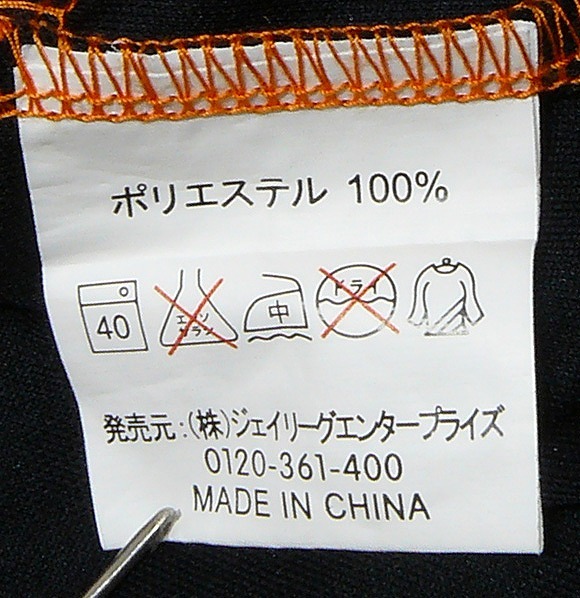 ポリエステル 100%
40 エンソ サラシ 中 ドライ
発売元:(株)ジェイリーグエンタープライズ
0120-361-400
MADE IN CHINA